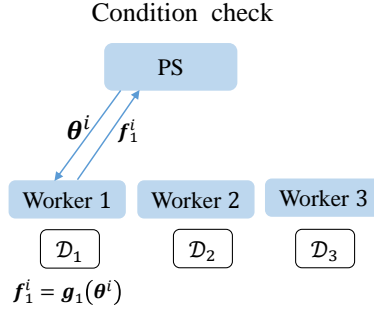 Condition check
PS
θ^i f_1^i
Worker 1 Worker 2 Worker 3
𝒟_1 𝒟_2 𝒟_3
f_1^i = g_1(θ^i)